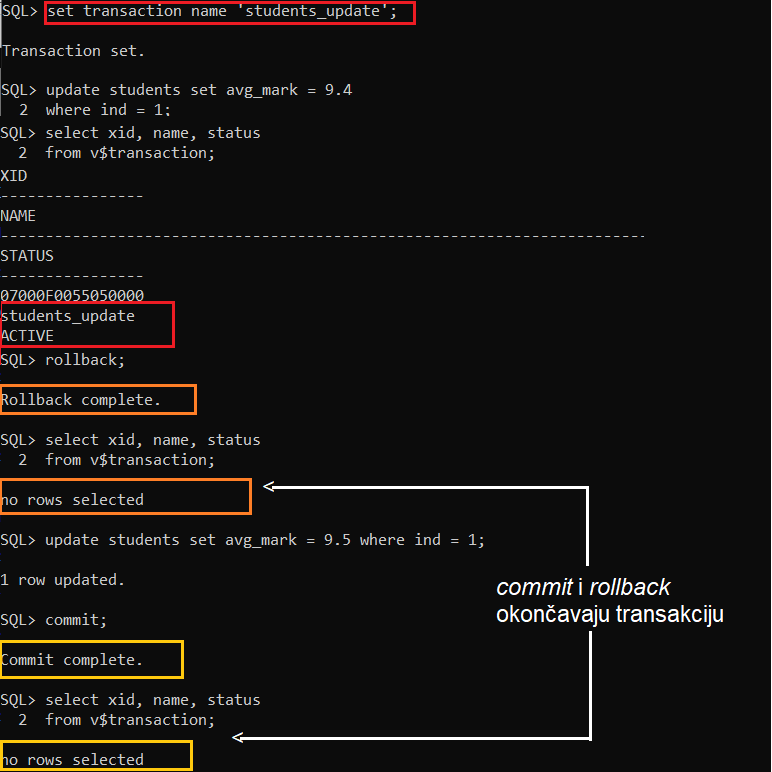 SQL> set transaction name 'students_update';
Transaction set.
SQL> update students set avg_mark = 9.4
2 where ind = 1;
SQL> select xid, name, status
2 from v$transaction;
XID
----------------
NAME
--------------------------------------------------------------------------------
STATUS
----------------
07000F0055050000
students_update
ACTIVE
SQL> rollback;
Rollback complete.
SQL> select xid, name, status
2 from v$transaction;
no rows selected
SQL> update students set avg_mark = 9.5 where ind = 1;
1 row updated.
commit i rollback
okončavaju transakciju
SQL> commit;
Commit complete.
SQL> select xid, name, status
2 from v$transaction;
no rows selected